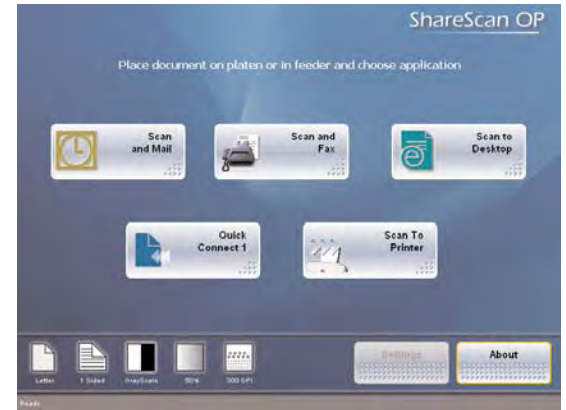 ShareScan OP
Place document on platen or in feeder and choose application
Scan
and Mail
Scan and
Fax
Scan to
Desktop
Quick
Connect 1
Scan To
Printer
Letter
1 Sided
GrayScale
50%
300 DPI
Settings
About
Ready